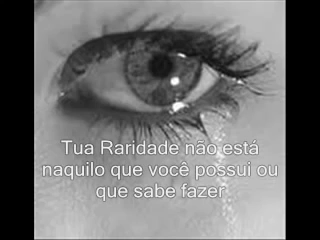 Tua Raridade não está
naquilo que você possui ou
que sabe fazer